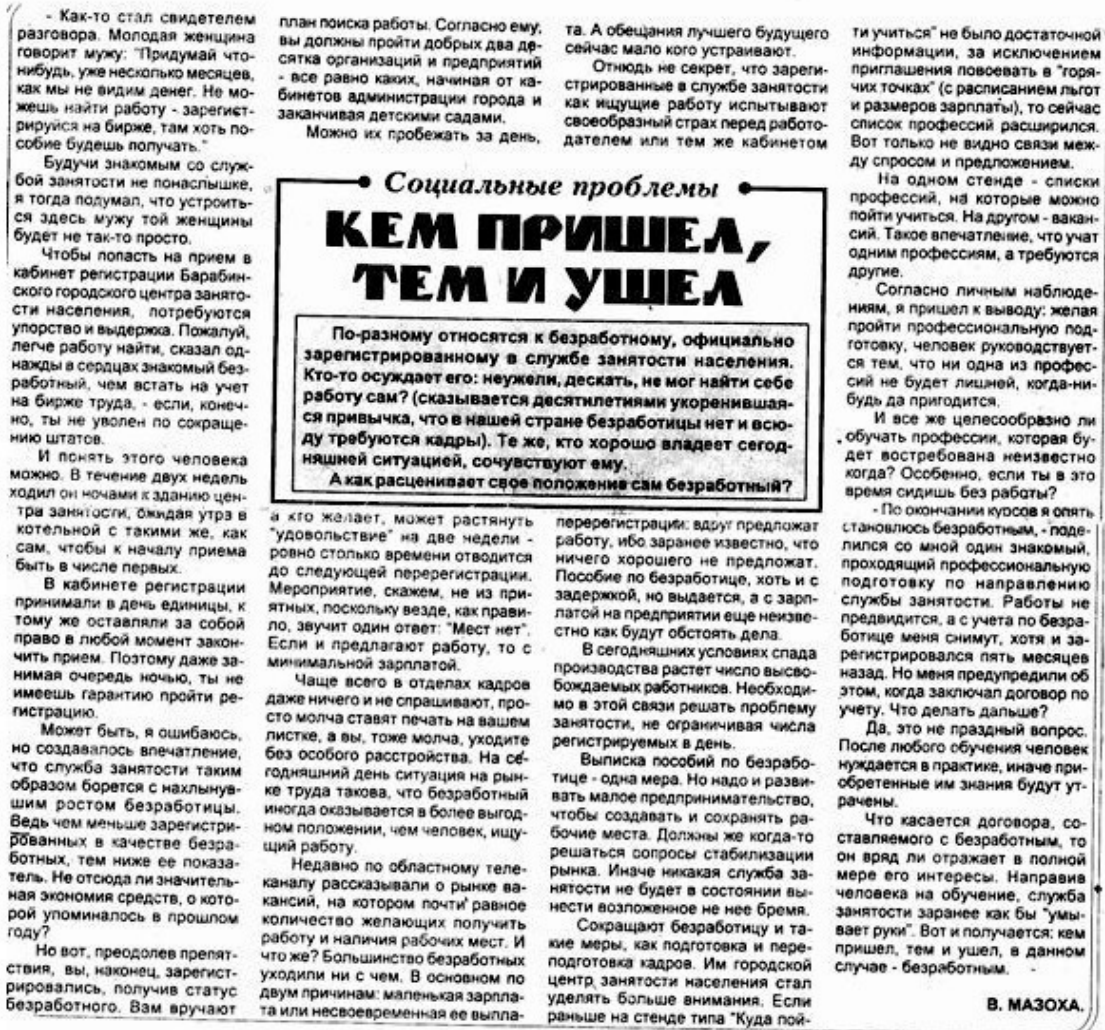 Социальные проблемы
КЕМ ПРИШЕЛ,
ТЕМ И УШЕЛ
По-разному относятся к безработному, официально
зарегистрированному в службе занятости населения.
Кто-то осуждает его: неужели, дескать, не мог найти себе
работу сам? (сказывается десятилетиями укоренившая-
ся привычка, что в нашей стране безработицы нет и всю-
ду требуются кадры). Те же, кто хорошо владеет сегод-
няшней ситуацией, сочувствуют ему.
А как расценивает свое положение сам безработный?
- Как-то стал свидетелем
разговора. Молодая женщина
говорит мужу: "Придумай что-
нибудь, уже несколько месяцев,
как мы не видим денег. Не мо-
жешь найти работу - зарегист-
рируйся на бирже, там хоть по-
собие будешь получать."
Будучи знакомым со служ-
бой занятости не понаслышке,
я тогда подумал, что устроить-
ся здесь мужу той женщины
будет не так-то просто.
Чтобы попасть на прием в
кабинет регистрации Барабин-
ского городского центра занято-
сти населения, потребуются
упорство и выдержка. Пожалуй,
легче работу найти, сказал од-
нажды в сердцах знакомый без-
работный, чем встать на учет
на бирже труда, - если, конеч-
но, ты не уволен по сокраще-
нию штатов.
И понять этого человека
можно. В течение двух недель
ходил он ночами к зданию цен-
тра занятости, ожидая утра в
котельной с такими же, как
сам, чтобы к началу приема
быть в числе первых.
В кабинете регистрации
принимали в день единицы, к
тому же оставляли за собой
право в любой момент закон-
чить прием. Поэтому даже за-
нимая очередь ночью, ты не
имеешь гарантию пройти ре-
гистрацию.
Может быть, я ошибаюсь,
но создавалось впечатление,
что служба занятости таким
образом борется с нахлынув-
шим ростом безработицы.
Ведь чем меньше зарегистри-
рованных в качестве безра-
ботных, тем ниже ее показа-
тель. Не отсюда ли значитель-
ная экономия средств, о кото-
рой упоминалось в прошлом
году?
Но вот, преодолев препят-
ствия, вы, наконец, зарегист-
рировались, получив статус
безработного. Вам вручают
план поиска работы. Согласно ему,
вы должны пройти добрых два де-
сятка организаций и предприятий
- все равно каких, начиная от ка-
бинетов администрации города и
заканчивая детскими садами.
Можно их пробежать за день,
а кто желает, может растянуть
"удовольствие" на две недели -
ровно столько времени отводится
до следующей перерегистрации.
Мероприятие, скажем, не из при-
ятных, поскольку везде, как прави-
ло, звучит один ответ: "Мест нет".
Если и предлагают работу, то с
минимальной зарплатой.
Чаще всего в отделах кадров
даже ничего и не спрашивают, про-
сто молча ставят печать на вашем
листке, а вы, тоже молча, уходите
без особого расстройства. На се-
годняшний день ситуация на рын-
ке труда такова, что безработный
иногда оказывается в более выгод-
ном положении, чем человек, ищу-
щий работу.
Недавно по областному теле-
каналу рассказывали о рынке ва-
кансий, на котором почти равное
количество желающих получить
работу и наличия рабочих мест. И
что же? Большинство безработных
уходили ни с чем. В основном по
двум причинам: маленькая зарпла-
та или несвоевременная ее выпла-
та. А обещания лучшего будущего
сейчас мало кого устраивают.
Отнюдь не секрет, что зареги-
стрированные в службе занятости
как ищущие работу испытывают
своеобразный страх перед работо-
дателем или тем же кабинетом
перерегистрации: вдруг предложат
работу, ибо заранее известно, что
ничего хорошего не предложат.
Пособие по безработице, хоть и с
задержкой, но выдается, а с зарп-
латой на предприятии еще неизве-
стно как будут обстоять дела.
В сегодняшних условиях спада
производства растет число высво-
бождаемых работников. Необходи-
мо в этой связи решать проблему
занятости, не ограничивая числа
регистрируемых в день.
Выписка пособий по безрабо-
тице - одна мера. Но надо и разви-
вать малое предпринимательство,
чтобы создавать и сохранять ра-
бочие места. Должны же когда-то
решаться сопросы стабилизации
рынка. Иначе никакая служба за-
нятости не будет в состоянии вы-
нести возложенное не нее бремя.
Сокращают безработицу и та-
кие меры, как подготовка и пере-
подготовка кадров. Им городской
центр занятости населения стал
уделять больше внимания. Если
раньше на стенде типа "Куда пой-
ти учиться" не было достаточной
информации, за исключением
приглашения повоевать в "горя-
чих точках" (с расписанием льгот
и размеров зарплаты), то сейчас
список профессий расширился.
Вот только не видно связи меж-
ду спросом и предложением.
На одном стенде - списки
профессий, на которые можно
пойти учиться. На другом - вакан-
сий. Такое впечатление, что учат
одним профессиям, а требуются
другие.
Согласно личным наблюде-
ниям, я пришел к выводу: желая
пройти профессиональную под-
готовку, человек руководствует-
ся тем, что ни одна из профес-
сий не будет лишней, когда-ни-
будь да пригодится.
И все же целесообразно ли
обучать профессии, которая бу-
дет востребована неизвестно
когда? Особенно, если ты в это
время сидишь без работы?
- По окончании курсов я опять
становлюсь безработным, - поде-
лился со мной один знакомый,
проходящий профессиональную
подготовку по направлению
службы занятости. Работы не
предвидится, а с учета по безра-
ботице меня снимут, хотя и за-
регистрировался пять месяцев
назад. Но меня предупредили об
этом, когда заключал договор по
учету. Что делать дальше?
Да, это не праздный вопрос.
После любого обучения человек
нуждается в практике, иначе при-
обретенные им знания будут ут-
рачены.
Что касается договора, со-
ставляемого с безработным, то
он вряд ли отражает в полной
мере его интересы. Направив
человека на обучение, служба
занятости заранее как бы "умы-
вает руки". Вот и получается: кем
пришел, тем и ушел, в данном
случае - безработным.
В. МАЗОХА.